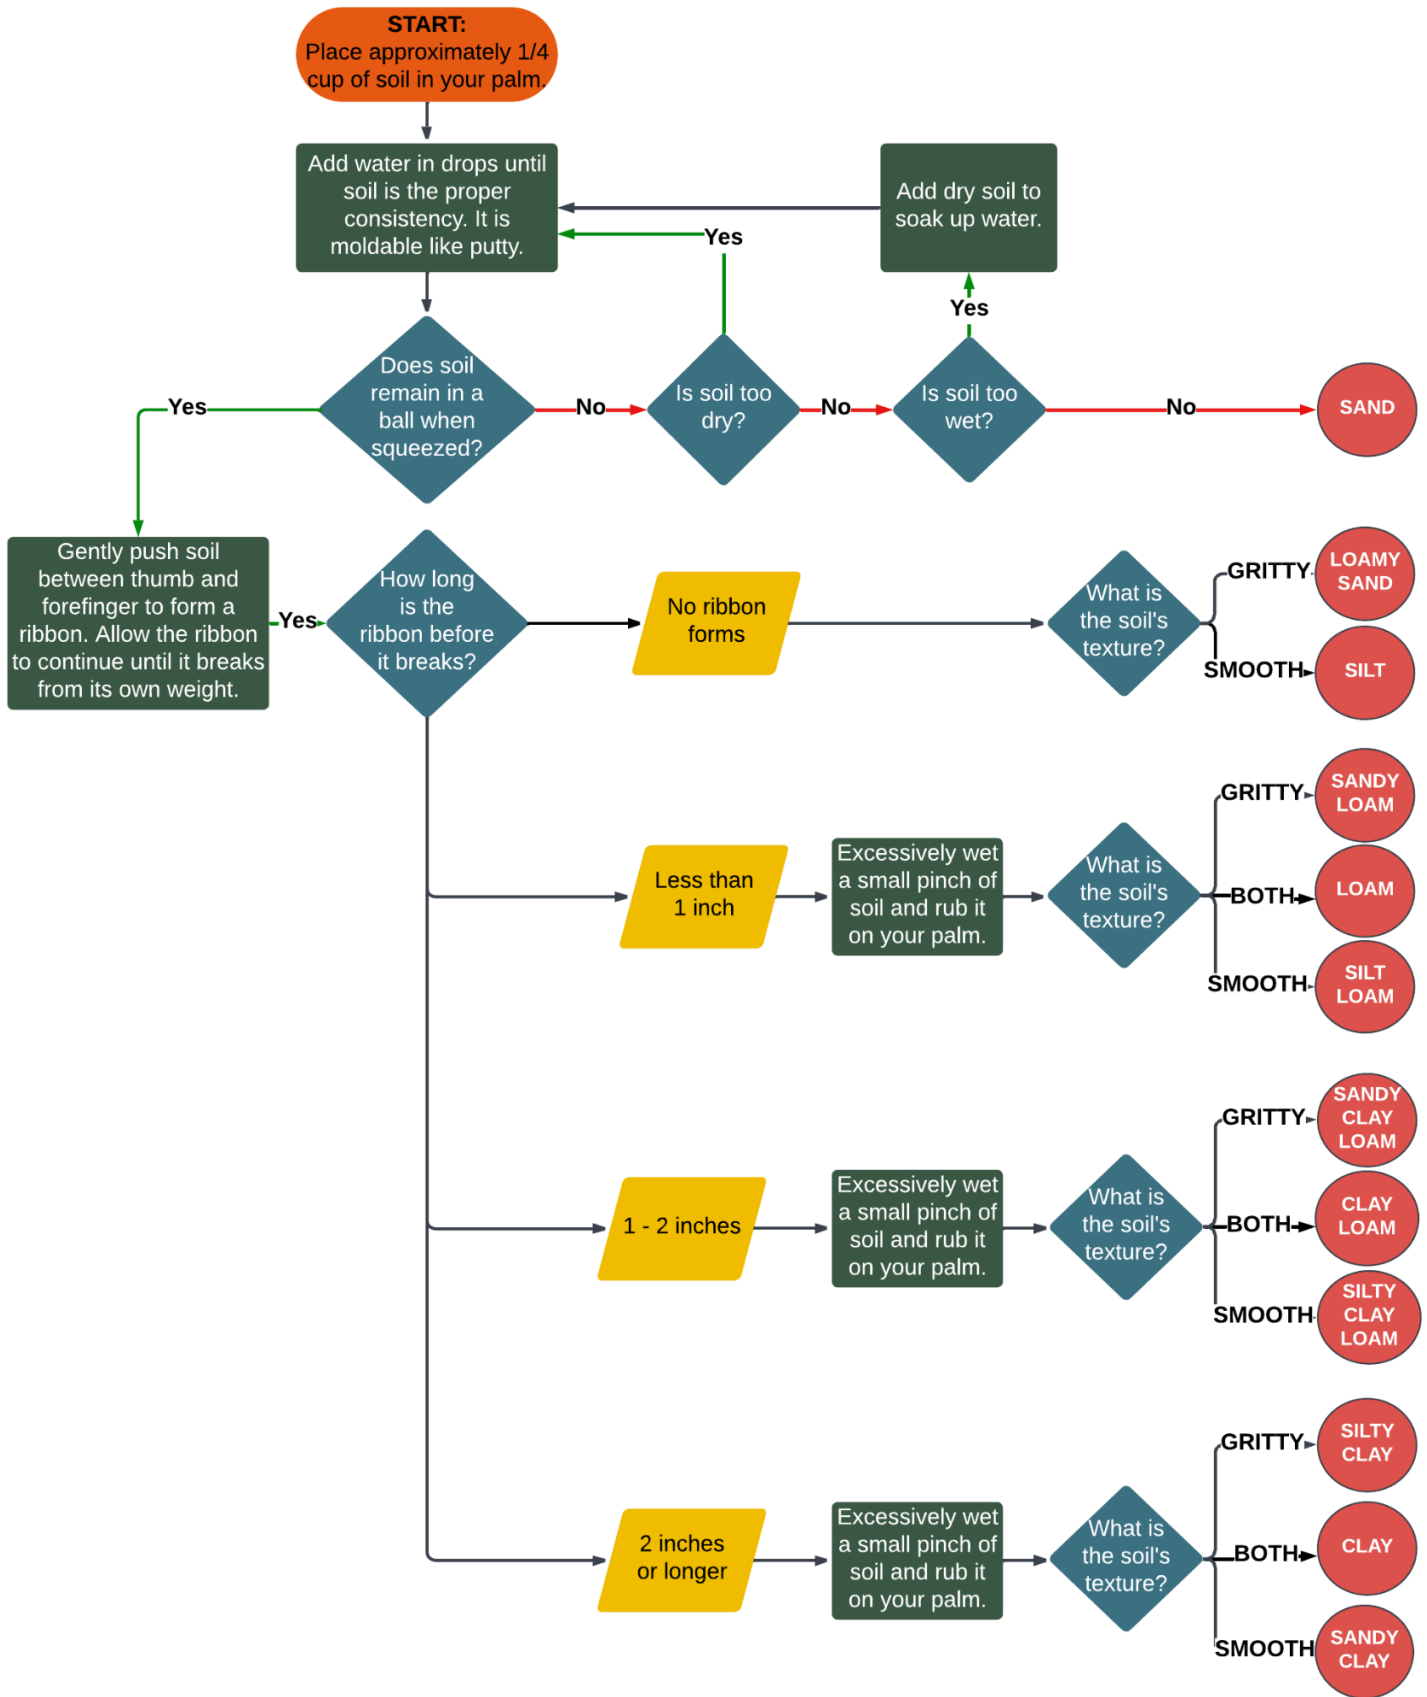 START:
Place approximately 1/4
cup of soil in your palm.
Add water in drops until
soil is the proper
consistency. It is
moldable like putty.
Add dry soil to
soak up water.
Yes
Yes
Does soil
remain in a
ball when
squeezed?
Yes
No
Is soil too
dry?
No
Is soil too
wet?
No
SAND
Gently push soil
between thumb and
forefinger to form a
ribbon. Allow the ribbon
to continue until it breaks
from its own weight.
Yes
How long
is the
ribbon before
it breaks?
No ribbon
forms
What is
the soil's
texture?
GRITTY
LOAMY
SAND
SMOOTH
SILT
Less than
1 inch
Excessively wet
a small pinch of
soil and rub it
on your palm.
What is
the soil's
texture?
GRITTY
SANDY
LOAM
BOTH
LOAM
SMOOTH
SILT
LOAM
1 - 2 inches
Excessively wet
a small pinch of
soil and rub it
on your palm.
What is
the soil's
texture?
GRITTY
SANDY
CLAY
LOAM
BOTH
CLAY
LOAM
SMOOTH
SILTY
CLAY
LOAM
2 inches
or longer
Excessively wet
a small pinch of
soil and rub it
on your palm.
What is
the soil's
texture?
GRITTY
SILTY
CLAY
BOTH
CLAY
SMOOTH
SANDY
CLAY